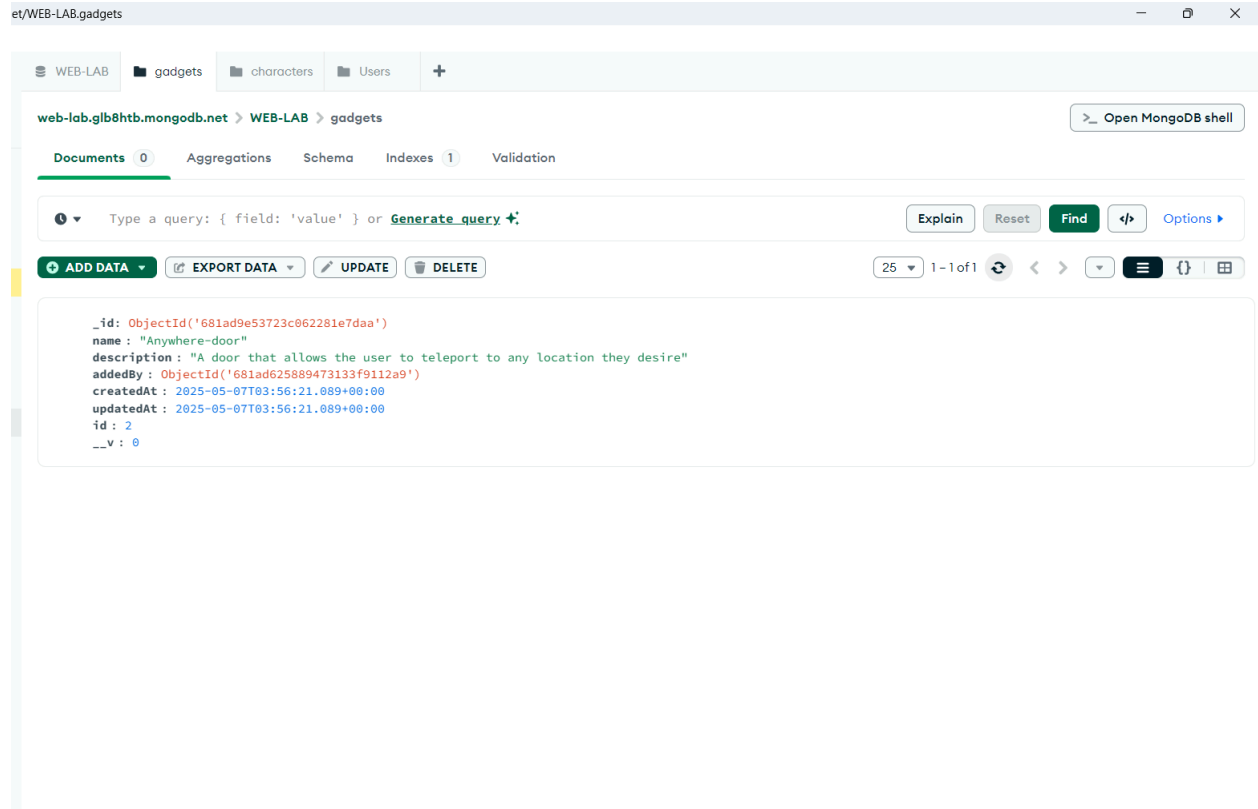 et/WEB-LAB.gadgets
WEB-LAB gadgets characters Users
web-lab.glb8htb.mongodb.net > WEB-LAB > gadgets
>_ Open MongoDB shell
Documents 0 Aggregations Schema Indexes 1 Validation
Type a query: { field: 'value' } or Generate query
Explain Reset Find </> Options
ADD DATA EXPORT DATA UPDATE DELETE
25 1 – 1 of 1 {}
_id: ObjectId('681ad9e53723c062281e7daa')
name : "Anywhere-door"
description : "A door that allows the user to teleport to any location they desire"
addedBy : ObjectId('681ad625889473133f9112a9')
createdAt : 2025-05-07T03:56:21.089+00:00
updatedAt : 2025-05-07T03:56:21.089+00:00
id : 2
__v : 0